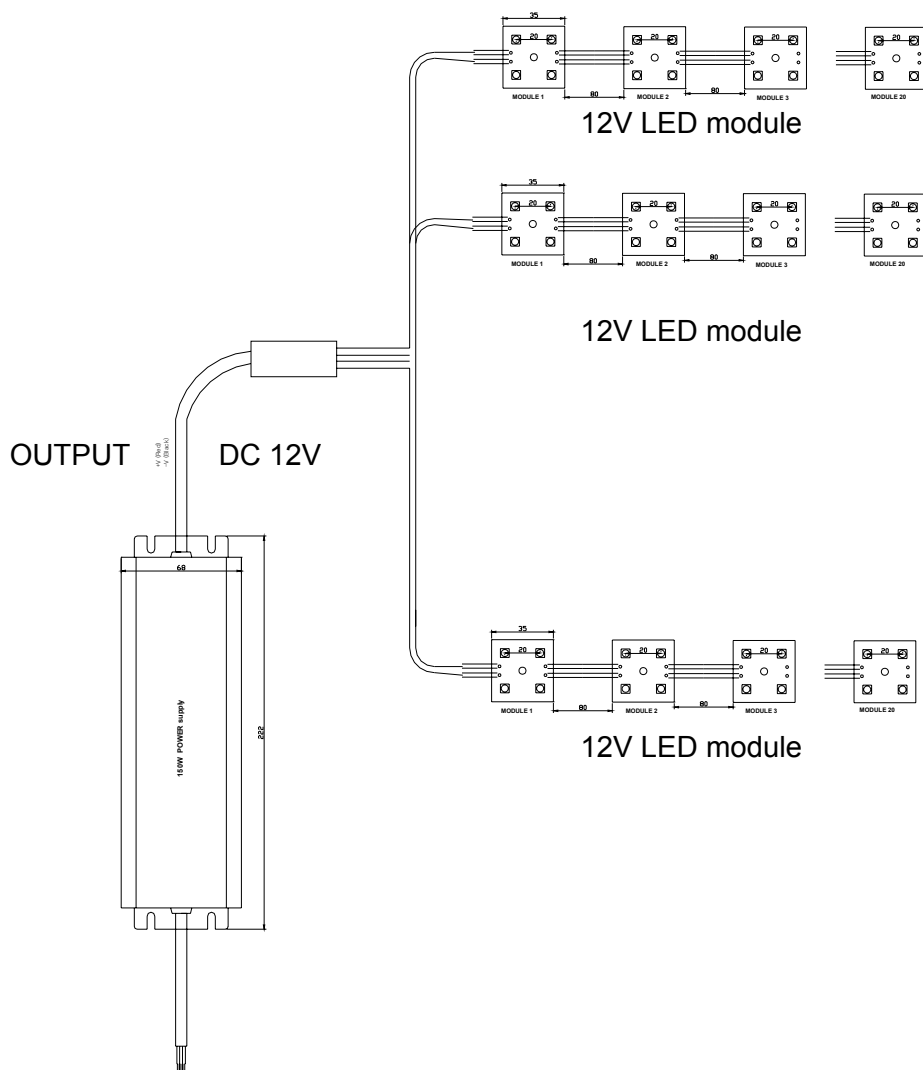 35
20 20 20 20
MODULE 1 MODULE 2 MODULE 3 MODULE 20
80 80
12V LED module
35
20 20 20 20
MODULE 1 MODULE 2 MODULE 3 MODULE 20
80 80
12V LED module
OUTPUT
+V (Red)
-V (Black)
DC 12V
68
222
150W POWER supply
35
20 20 20 20
MODULE 1 MODULE 2 MODULE 3 MODULE 20
80 80
12V LED module